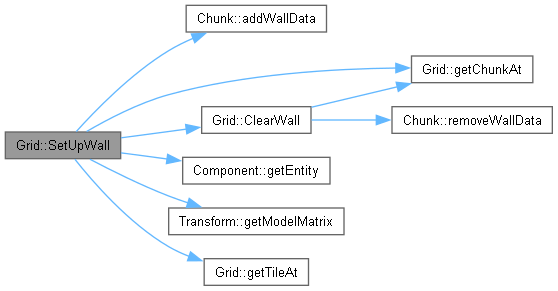 Grid::SetUpWall
Chunk::addWallData
Grid::getChunkAt
Grid::ClearWall
Chunk::removeWallData
Component::getEntity
Transform::getModelMatrix
Grid::getTileAt